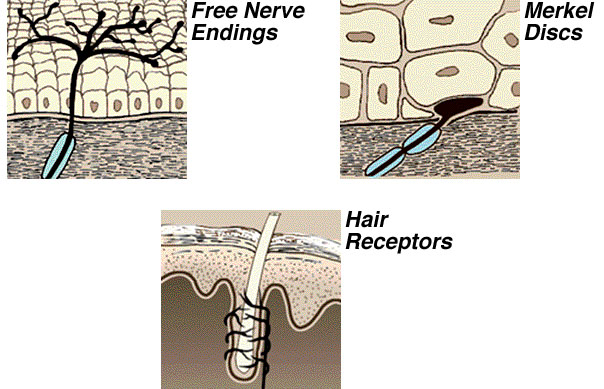 Free Nerve
Endings
Merkel
Discs
Hair
Receptors